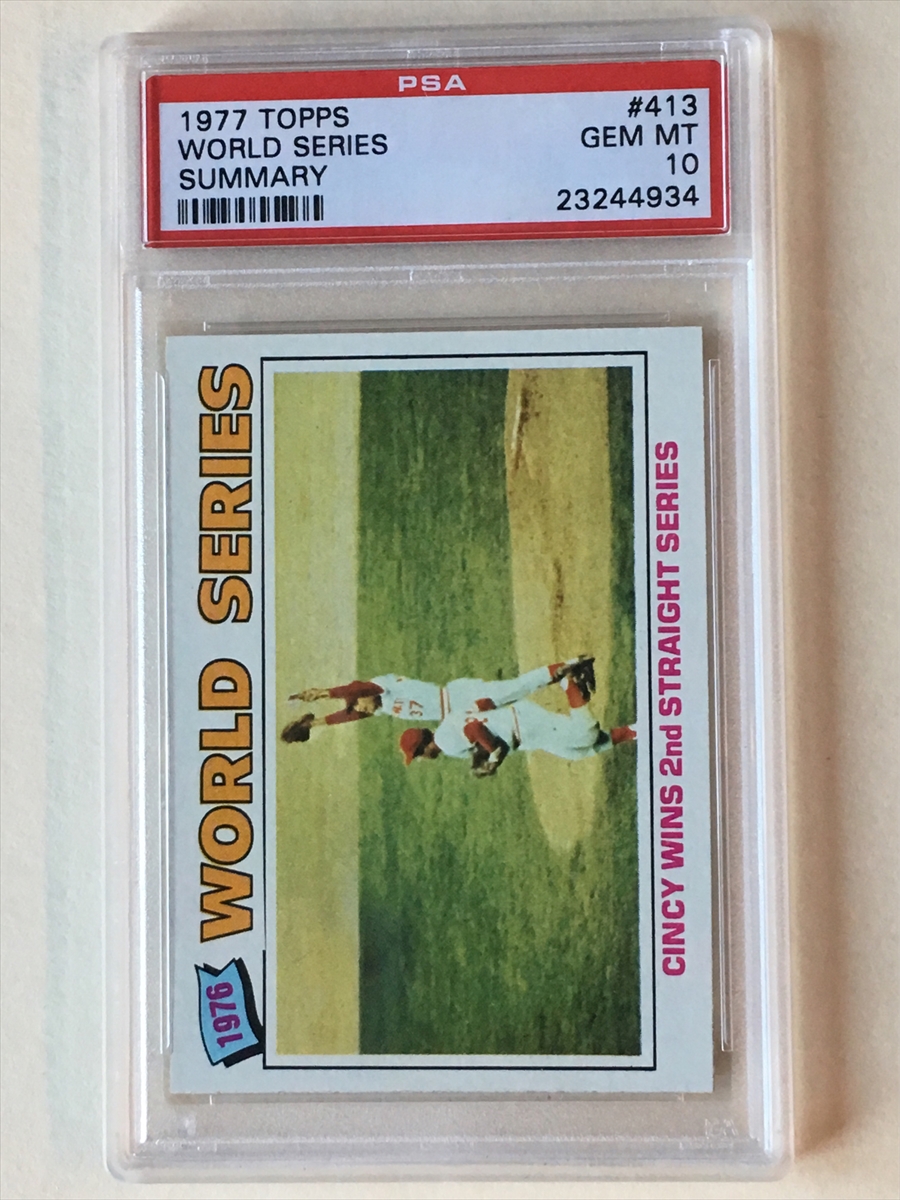 PSA
1977 TOPPS #413
WORLD SERIES GEM MT
SUMMARY 10
23244934
1976 WORLD SERIES
37
CINCY WINS 2nd STRAIGHT SERIES